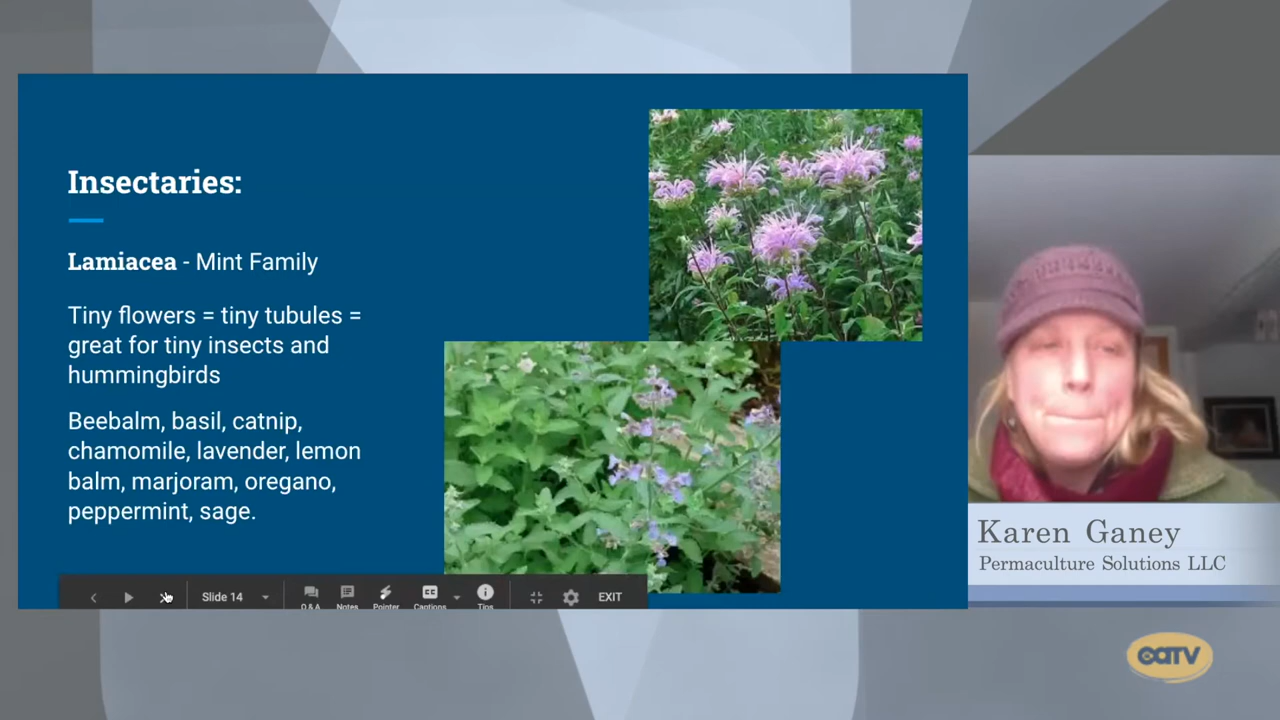 Insectaries:
Lamiacea - Mint Family
Tiny flowers = tiny tubules =
great for tiny insects and
hummingbirds
Beebalm, basil, catnip,
chamomile, lavender, lemon
balm, marjoram, oregano,
peppermint, sage.
Slide 14
Q & A
Notes
Pointer
Captions
Tips
EXIT
CC
Karen Ganey
Permaculture Solutions LLC
CATV